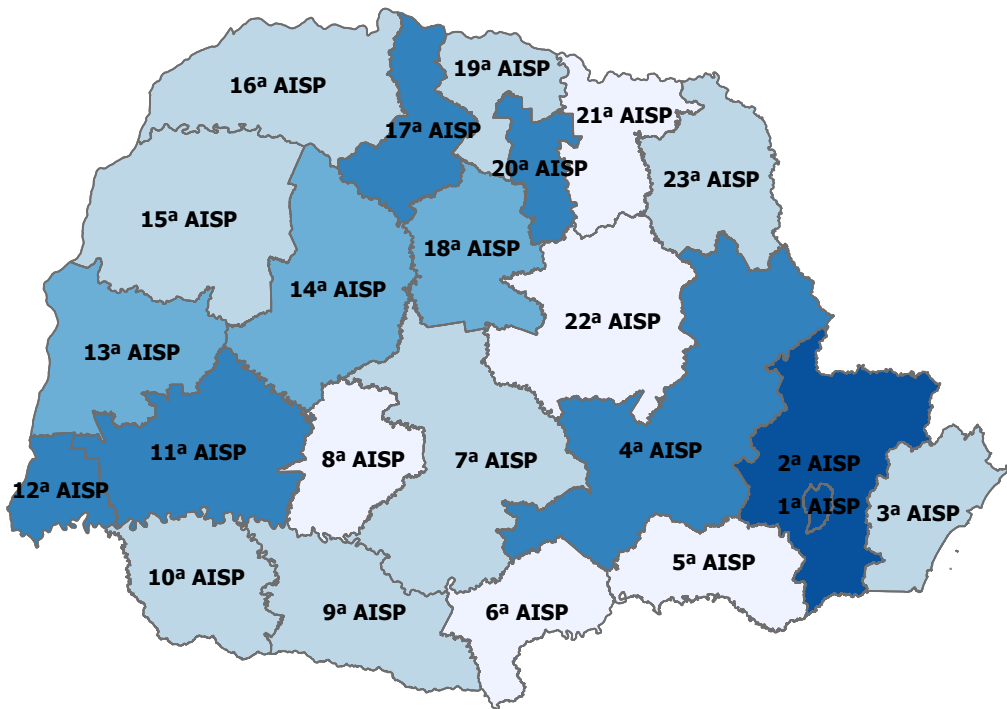 19ª AISP
16ª AISP
21ª AISP
17ª AISP
20ª AISP
23ª AISP
15ª AISP
18ª AISP
14ª AISP
22ª AISP
13ª AISP
11ª AISP
4ª AISP
8ª AISP
7ª AISP
2ª AISP
12ª AISP
1ª AISP
3ª AISP
5ª AISP
10ª AISP
9ª AISP
6ª AISP